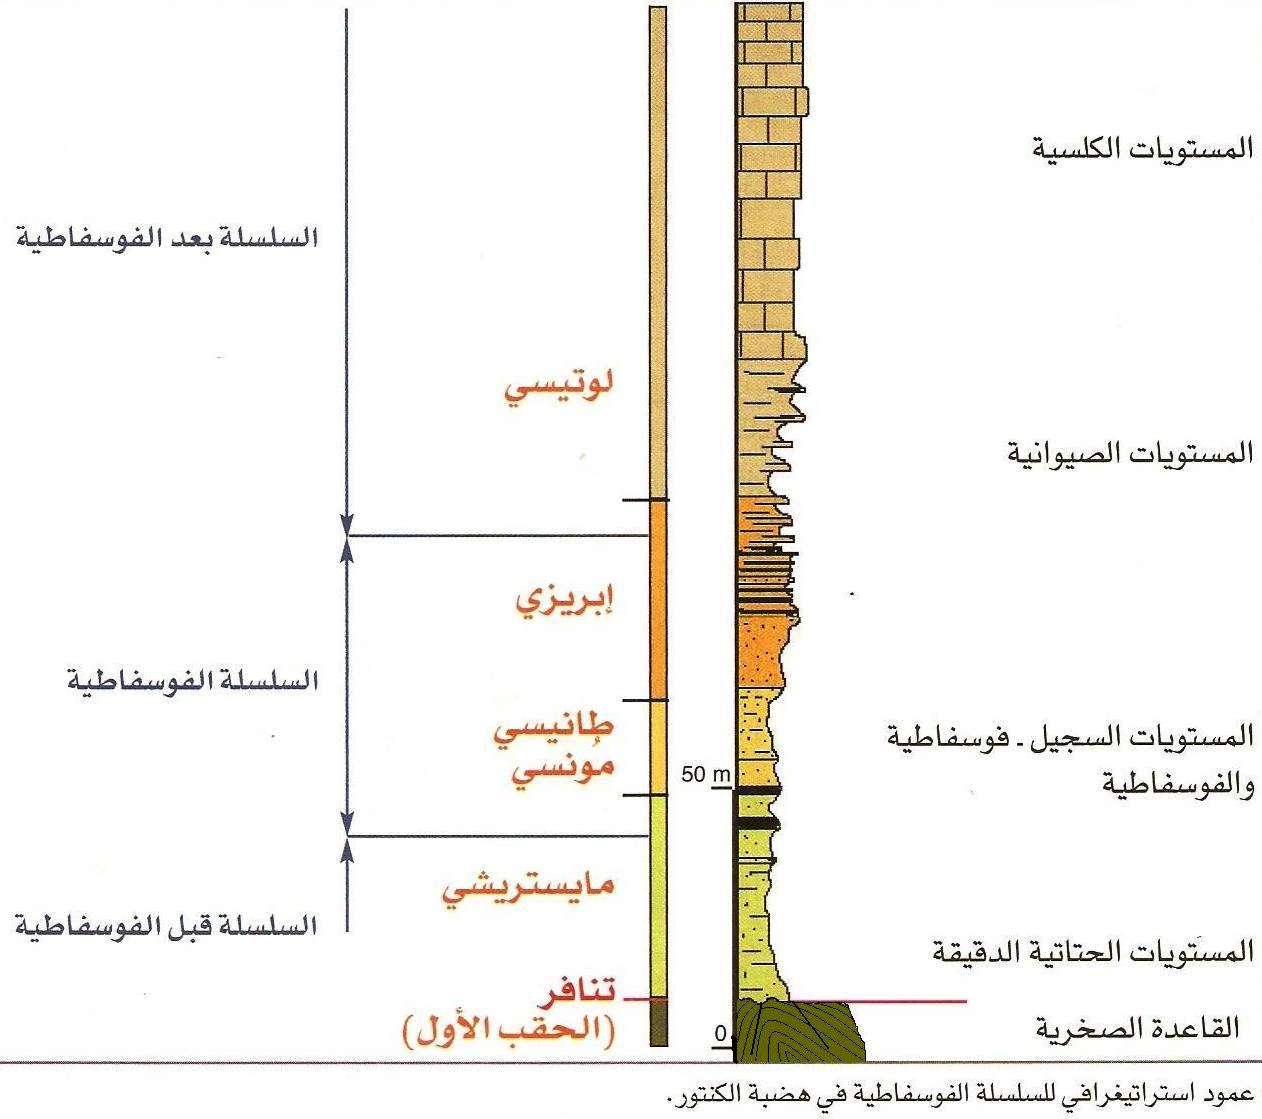 المستويات الكلسية
السلسلة بعد الفوسفاطية
لوتيسي
المستويات الصيوانية
إبريزي
السلسلة الفوسفاطية
طانيسي
مونسي
المستويات السجيل - فوسفاطية
والفوسفاطية
50 m
مايستريشي
السلسلة قبل الفوسفاطية
المستويات الحتاتية الدقيقة
تنافر
(الحقب الأول)
القاعدة الصخرية
0
عمود استراتيغرافي للسلسلة الفوسفاطية في هضبة الكنتور.